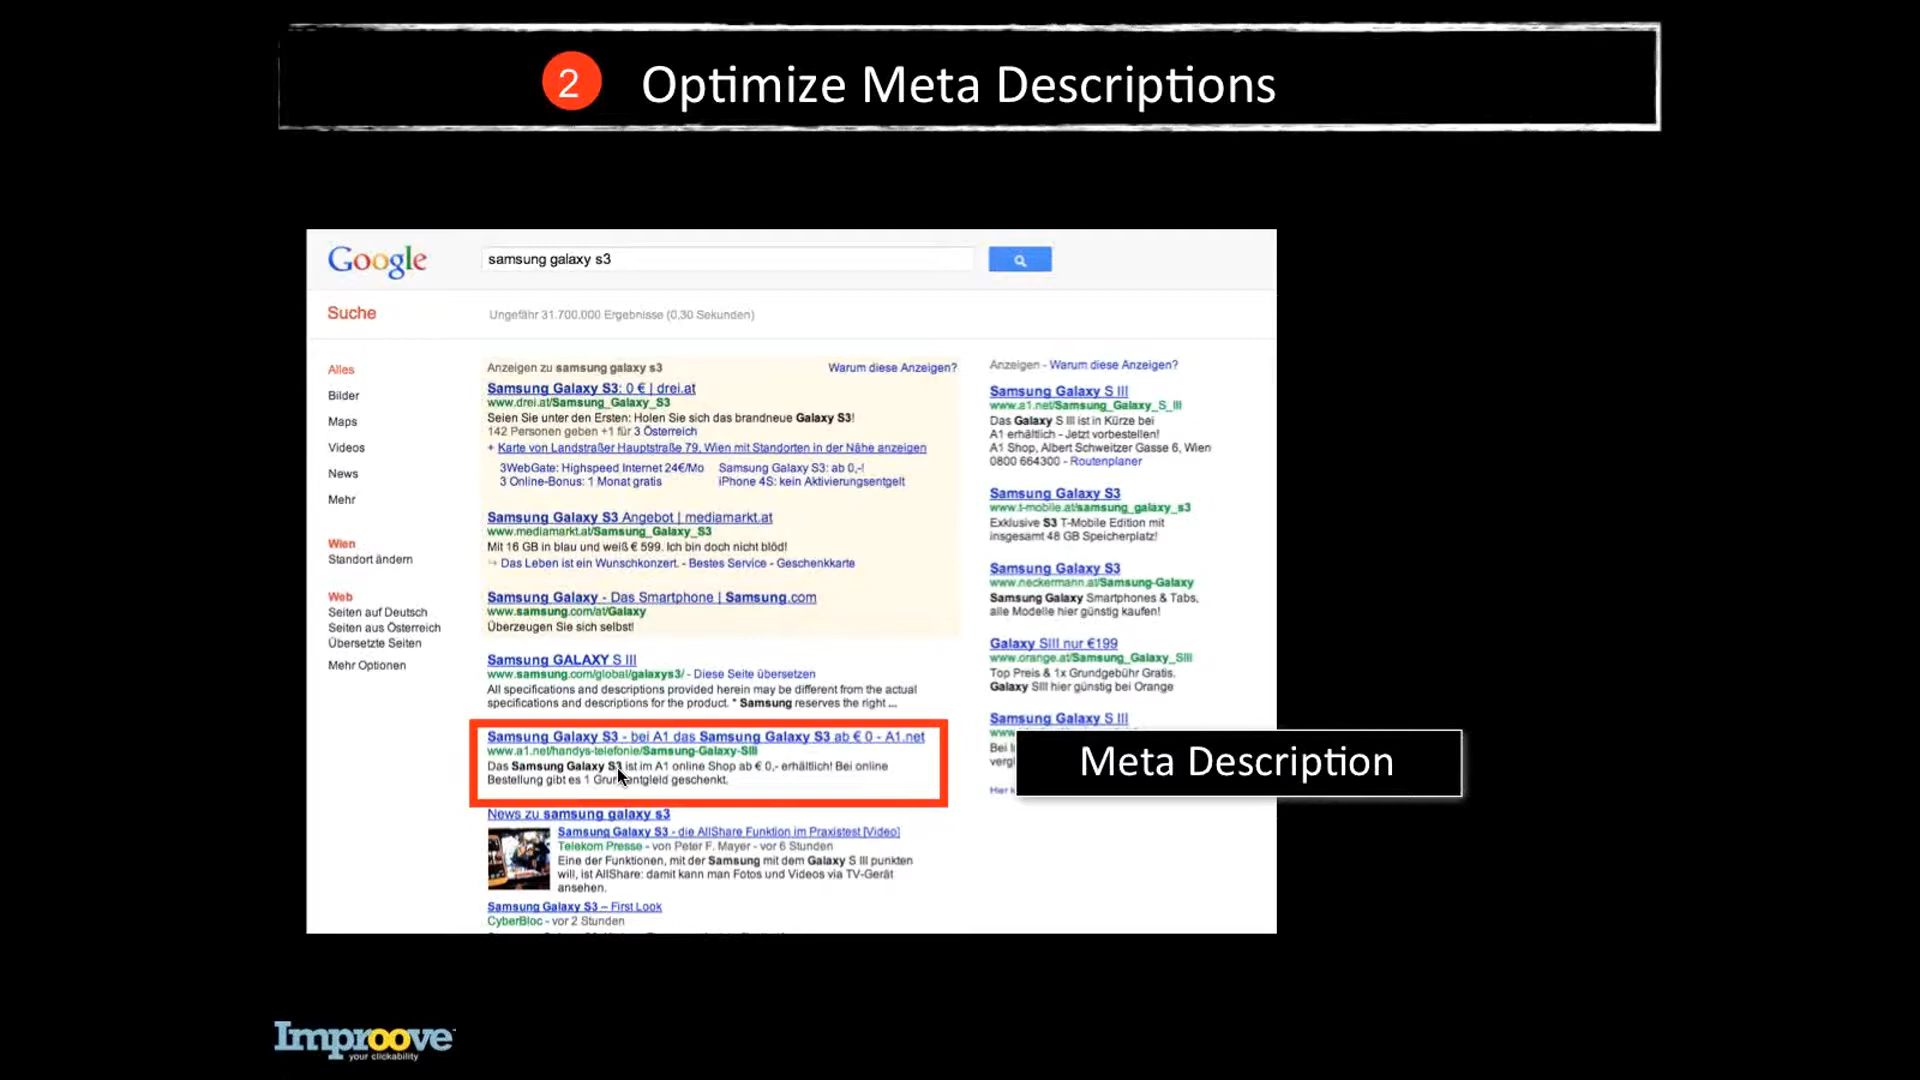 2 Optimize Meta Descriptions
Google
samsung galaxy s3
Suche
Ungefähr 31.700.000 Ergebnisse (0,30 Sekunden)
Alles
Bilder
Maps
Videos
News
Mehr
Wien
Standort ändern
Web
Seiten auf Deutsch
Seiten aus Österreich
Übersetzte Seiten
Mehr Optionen
Anzeigen zu samsung galaxy s3 Warum diese Anzeigen?
Samsung Galaxy S3: 0 € | drei.at
www.drei.at/Samsung_Galaxy_S3
Seien Sie unter den Ersten: Holen Sie sich das brandneue Galaxy S3!
142 Personen geben +1 für 3 Österreich
+ Karte von Landstraßer Hauptstraße 79, Wien mit Standorten in der Nähe anzeigen
3WebGate: Highspeed Internet 24€/Mo Samsung Galaxy S3: ab 0,-!
3 Online-Bonus: 1 Monat gratis iPhone 4S: kein Aktivierungsentgelt
Samsung Galaxy S3 Angebot | mediamarkt.at
www.mediamarkt.at/Samsung_Galaxy_S3
Mit 16 GB in blau und weiß € 599. Ich bin doch nicht blöd!
Das Leben ist ein Wunschkonzert. - Bestes Service - Geschenkkarte
Samsung Galaxy - Das Smartphone | Samsung.com
www.samsung.com/at/Galaxy
Überzeugen Sie sich selbst!
Samsung GALAXY S III
www.samsung.com/global/galaxys3/ - Diese Seite übersetzen
All specifications and descriptions provided herein may be different from the actual
specifications and descriptions for the product. * Samsung reserves the right ...
Samsung Galaxy S3 - bei A1 das Samsung Galaxy S3 ab € 0 - A1.net
www.a1.net/handys-telefonie/Samsung-Galaxy-SIII
Das Samsung Galaxy S3 ist im A1 online Shop ab € 0,- erhältlich! Bei online
Bestellung gibt es 1 geschenkt.
News zu samsung galaxy s3
Samsung Galaxy S3 - die AllShare Funktion im Praxistest [Video]
Telekom Presse - von Peter F. Mayer - vor 6 Stunden
Eine der Funktionen, mit der Samsung mit dem Galaxy S III punkten
will, ist AllShare: damit kann man Fotos und Videos via TV-Gerät
ansehen.
Samsung Galaxy S3 – First Look
CyberBloc - vor 2 Stunden
Anzeigen - Warum diese Anzeigen?
Samsung Galaxy S III
www.a1.net/Samsung_Galaxy_S_III
Das Galaxy S III ist in Kürze bei
A1 erhältlich - Jetzt vorbestellen!
A1 Shop, Albert Schweitzer Gasse 6, Wien
0800 664300 - Routenplaner
Samsung Galaxy S3
www.t-mobile.at/samsung_galaxy_s3
Exklusive S3 T-Mobile Edition mit
insgesamt 48 GB Speicherplatz!
Samsung Galaxy S3
www.neckermann.at/Samsung-Galaxy
Samsung Galaxy Smartphones & Tabs,
alle Modelle hier günstig kaufen!
Galaxy SIII nur €199
www.orange.at/Samsung_Galaxy_SIII
Top Preis & 1x Grundgebühr Gratis.
Galaxy SIII hier günstig bei Orange
Samsung Galaxy S III
Meta Description
Improove
your clickability